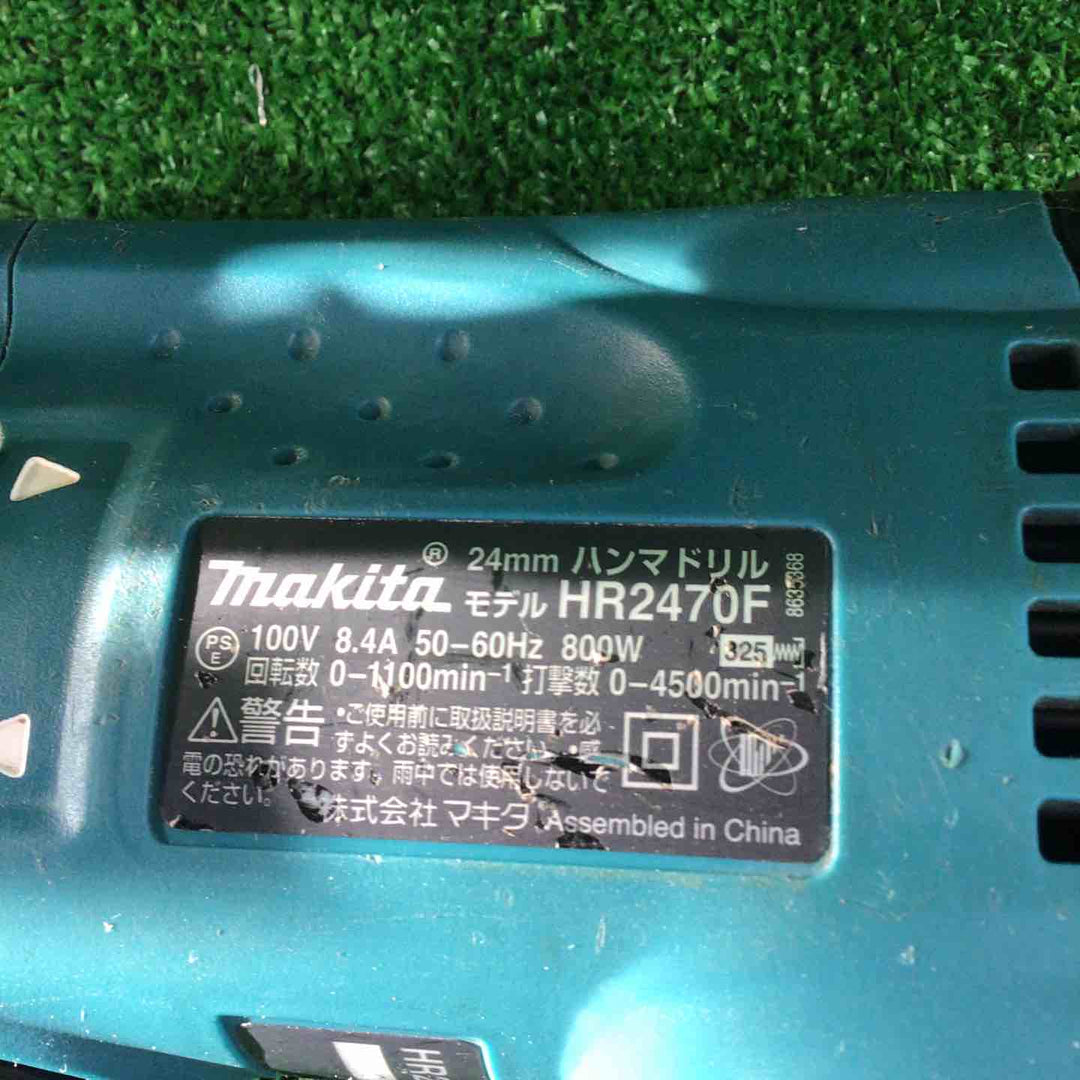 makita® 24mm ハンマドリル
モデル HR2470F
100V 8.4A 50-60Hz 800W
回転数 0-1100min⁻¹ 打撃数 0-4500min⁻¹
PS
E
325
警告 •ご使用前に取扱説明書を必
ずよくお読みください。•感
電の恐れがあります。雨中では使用しないで
ください。
株式会社 マキタ Assembled in China